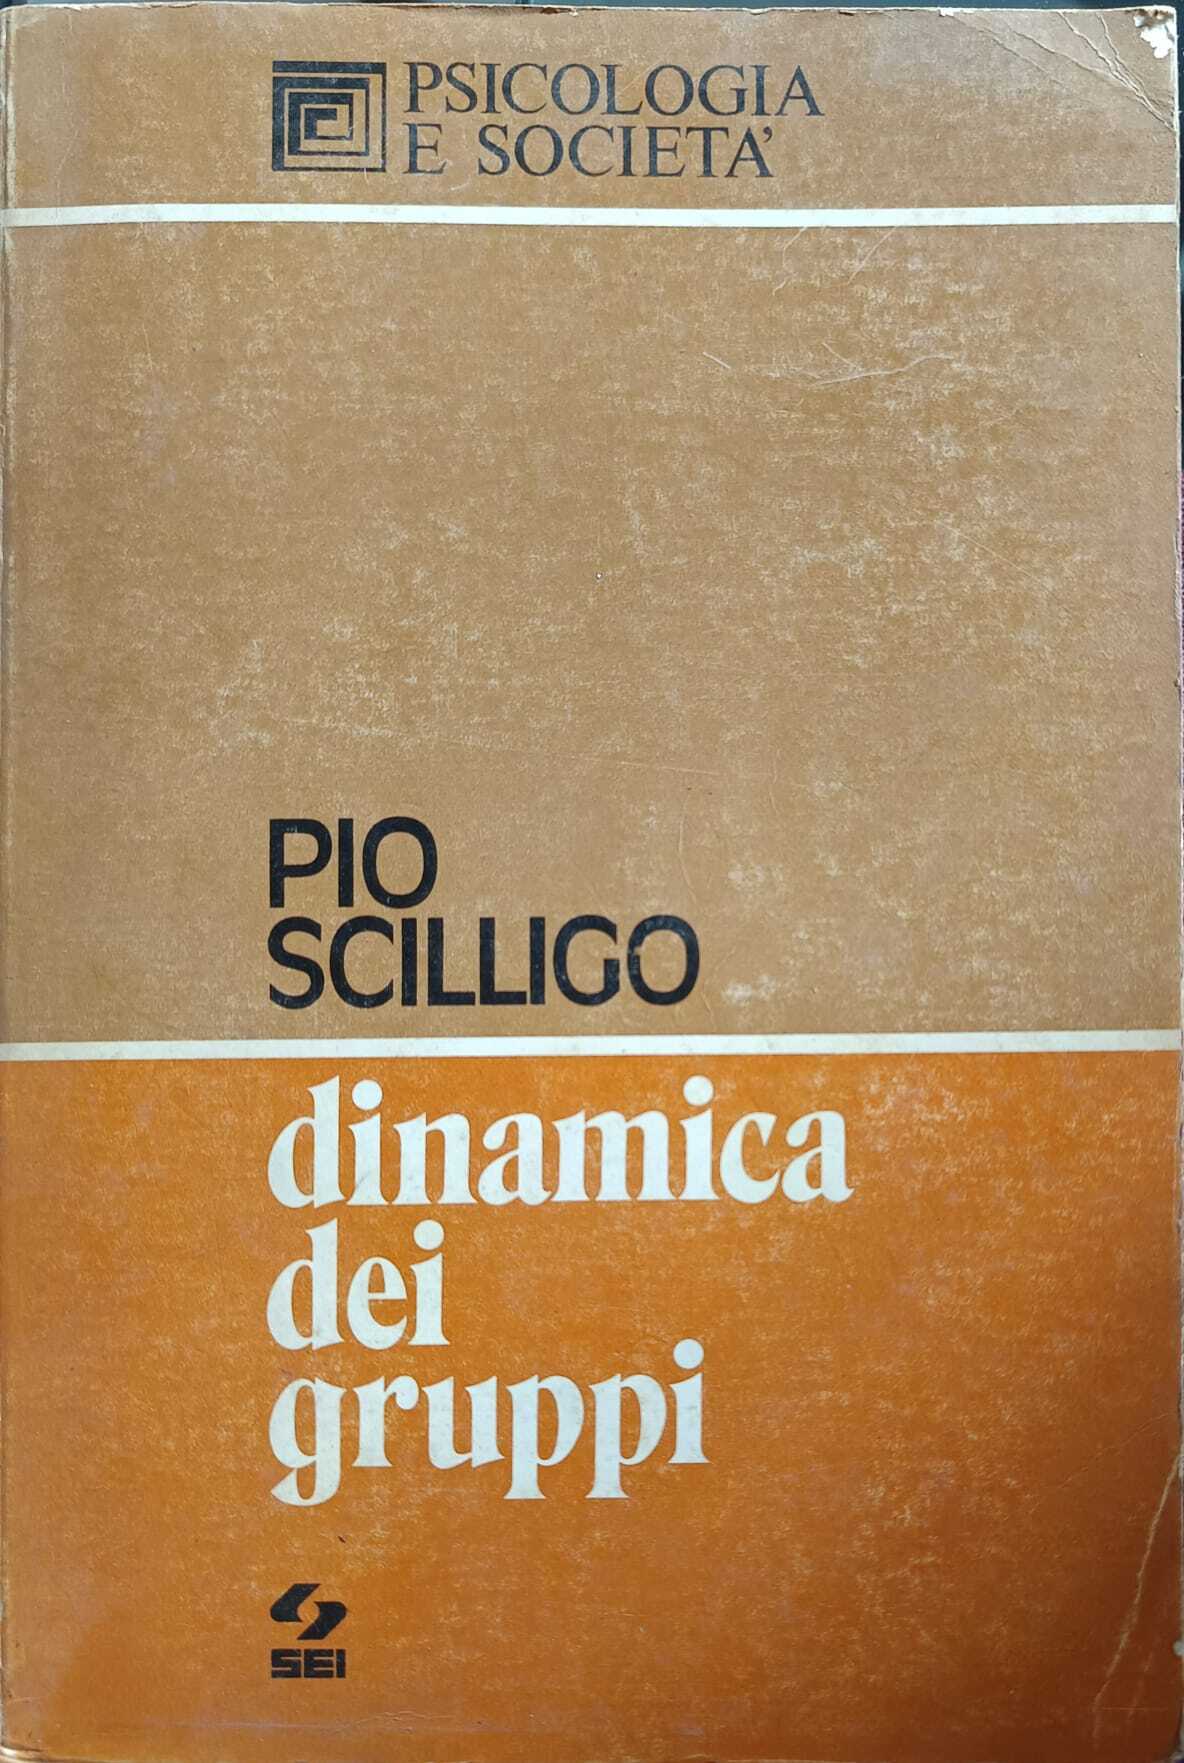 PSICOLOGIA
E SOCIETA'
PIO
SCILLIGO
dinamica
dei
gruppi
SEI